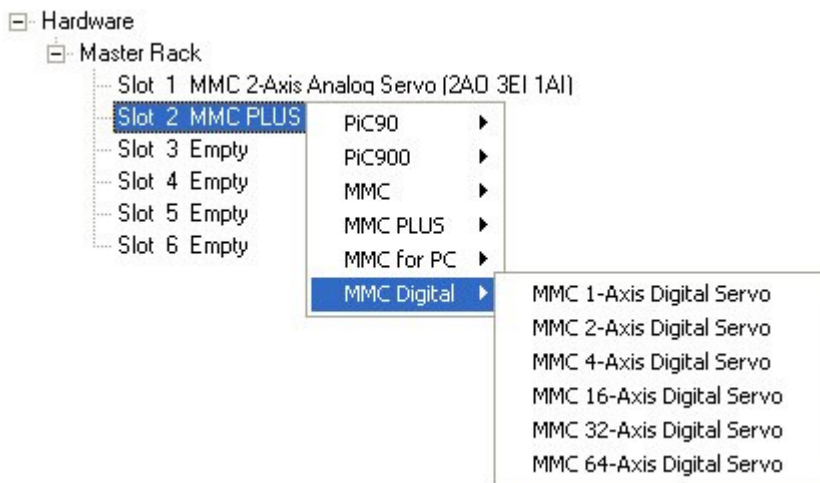 Hardware
Master Rack
Slot 1 MMC 2-Axis Analog Servo (2AO 3EI 1AI)
Slot 2 MMC PLUS
Slot 3 Empty
Slot 4 Empty
Slot 5 Empty
Slot 6 Empty
PiC90
PiC900
MMC
MMC PLUS
MMC for PC
MMC Digital
MMC 1-Axis Digital Servo
MMC 2-Axis Digital Servo
MMC 4-Axis Digital Servo
MMC 16-Axis Digital Servo
MMC 32-Axis Digital Servo
MMC 64-Axis Digital Servo